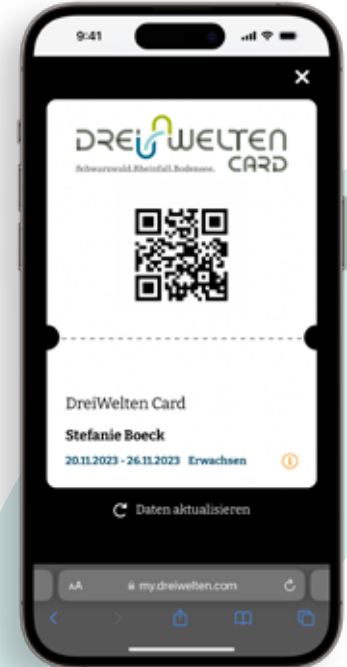 9:41
DREIWELTEN
CARD
Schwarzwald.Rheinfall.Bodensee.
DreiWelten Card
Stefanie Boeck
20.11.2023 - 26.11.2023 Erwachsen
Daten aktualisieren
AA my.dreiwelten.com